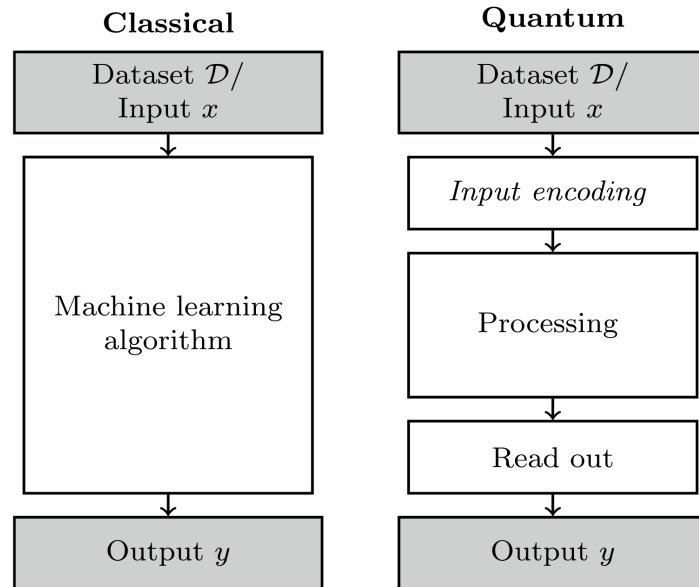 Classical
Dataset 𝒟/
Input x
Machine learning
algorithm
Output y
Quantum
Dataset 𝒟/
Input x
Input encoding
Processing
Read out
Output y